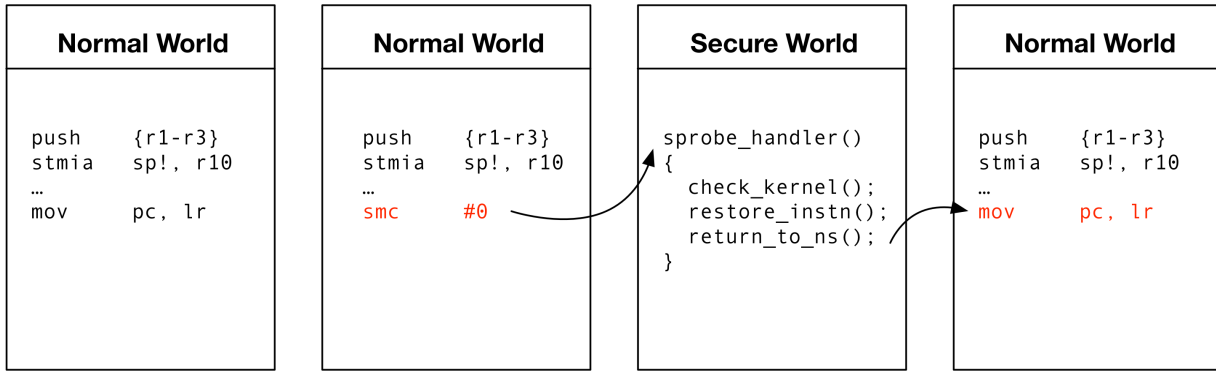 Normal World
push {r1-r3}
stmia sp!, r10
…
mov pc, lr
Normal World
push {r1-r3}
stmia sp!, r10
…
smc #0
Secure World
sprobe_handler()
{
check_kernel();
restore_instn();
return_to_ns();
}
Normal World
push {r1-r3}
stmia sp!, r10
…
mov pc, lr